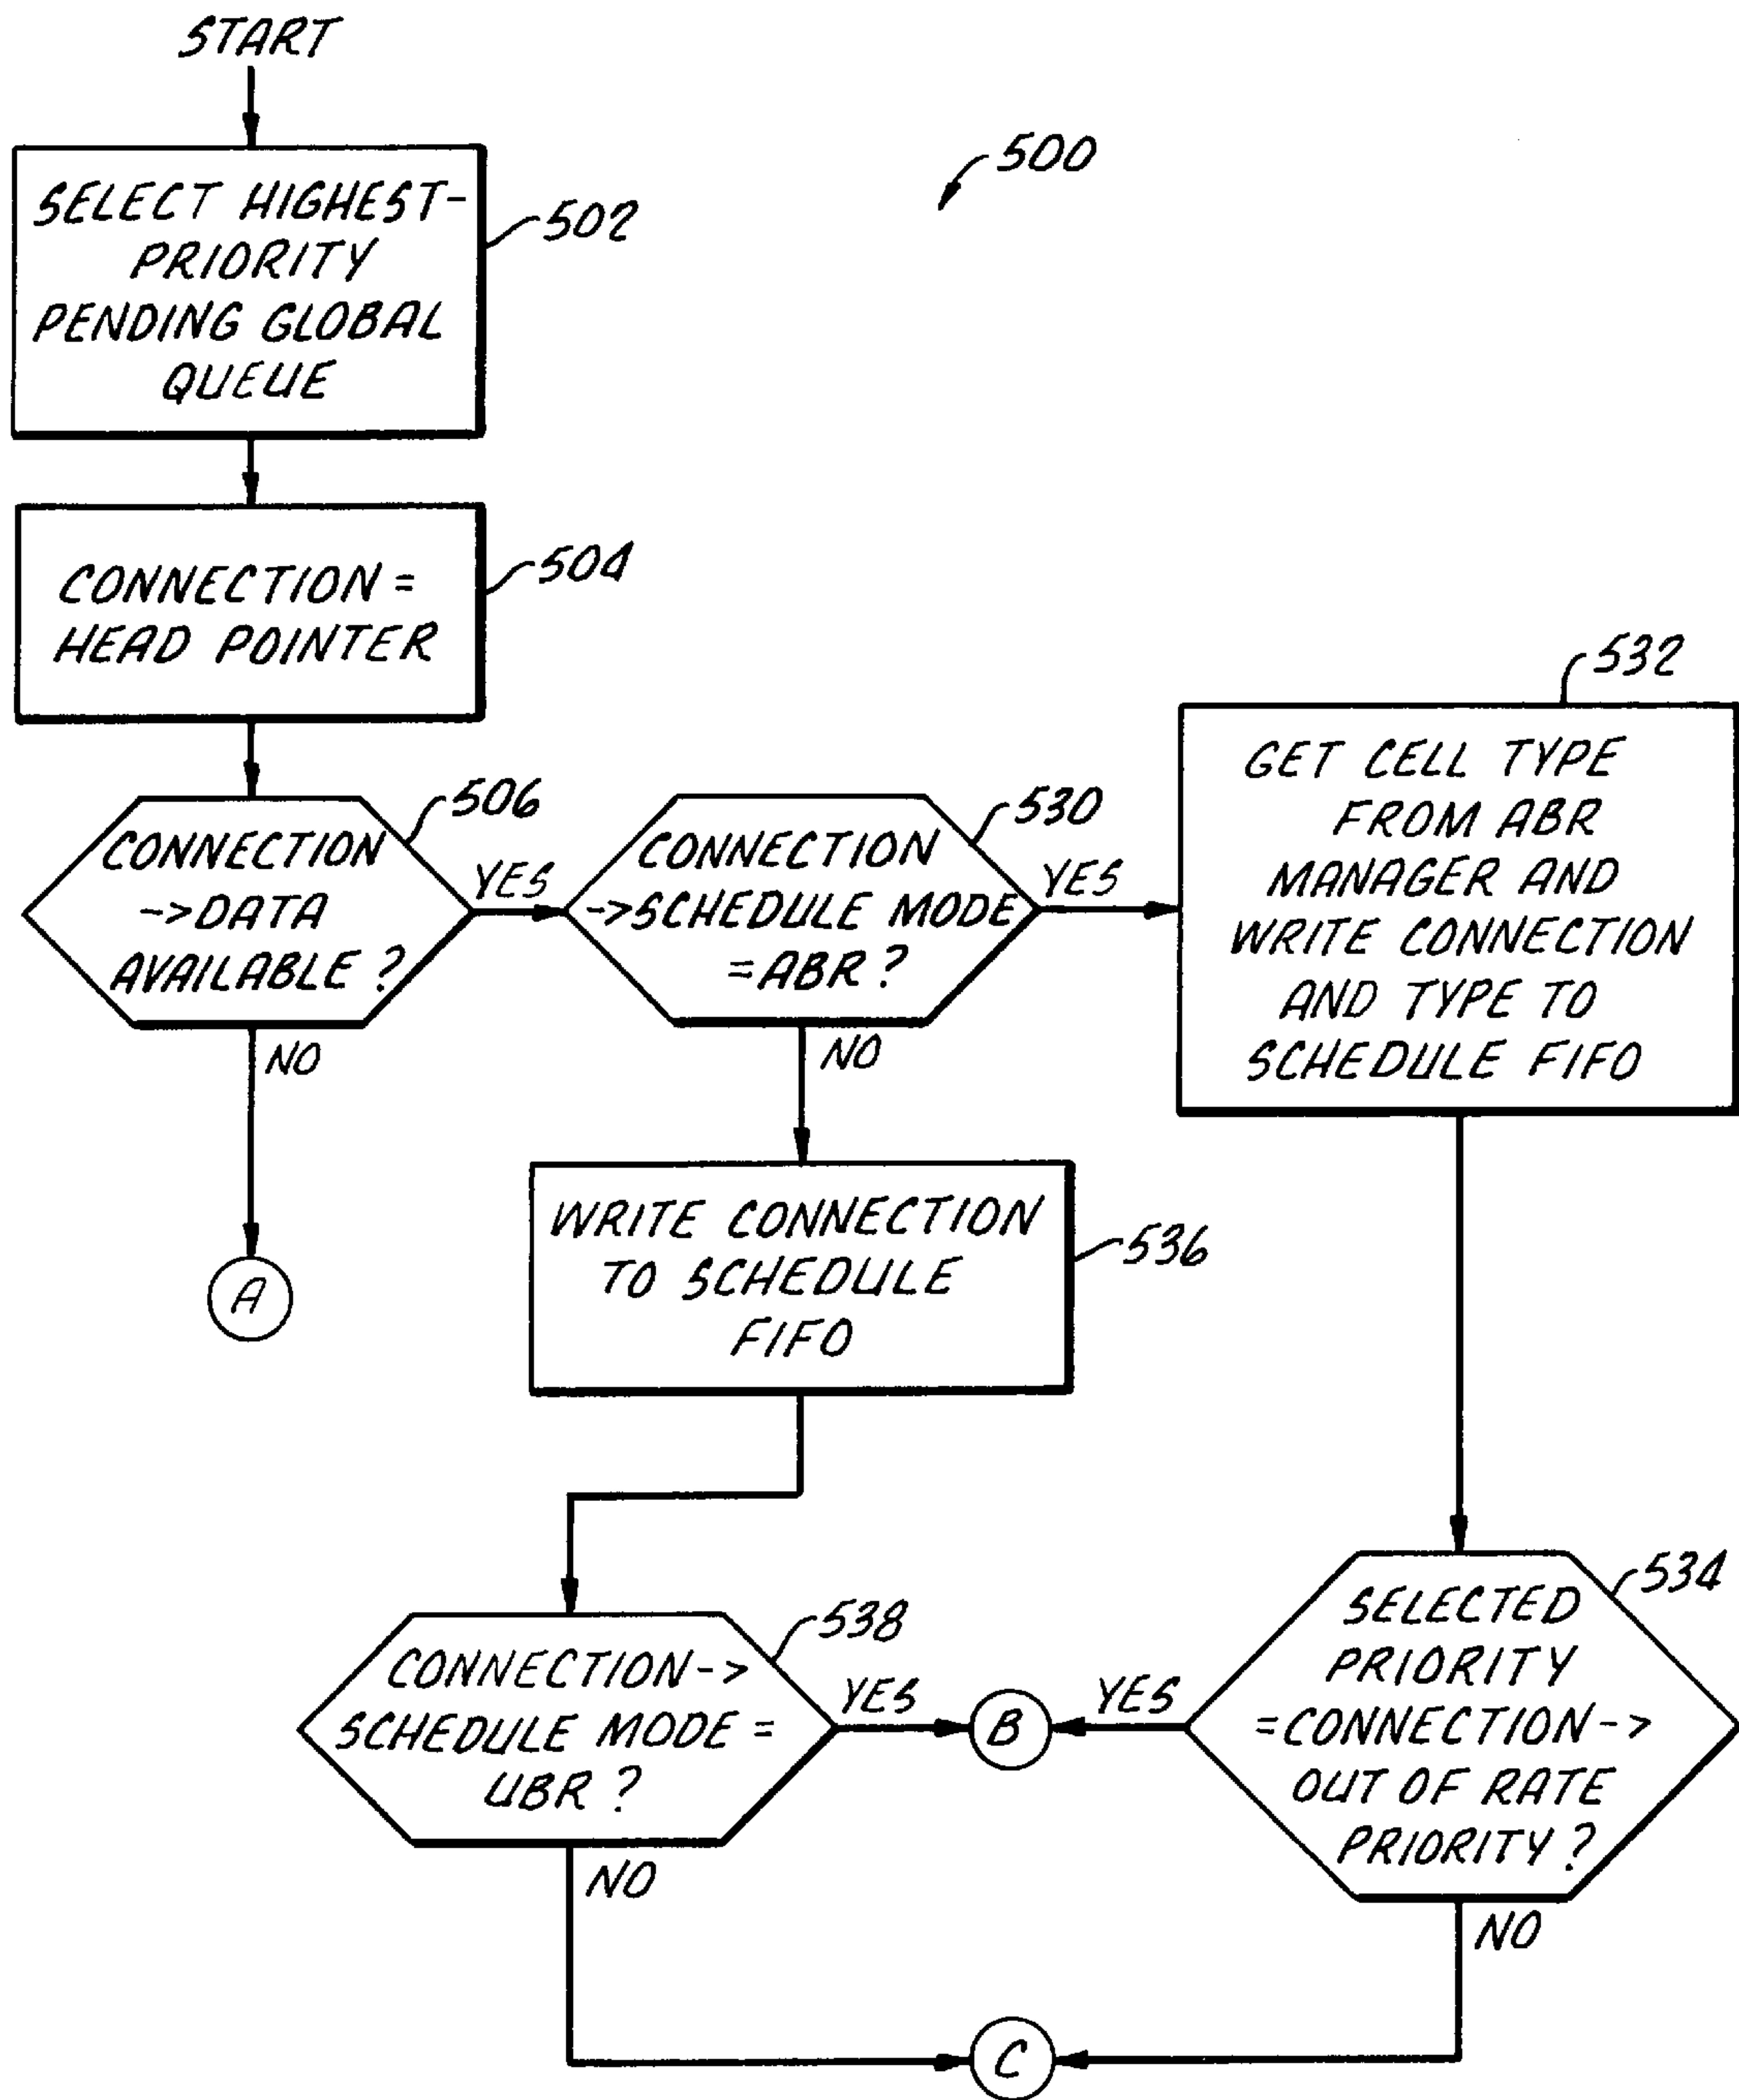 START
500
SELECT HIGHEST-
PRIORITY
PENDING GLOBAL
QUEUE
502
CONNECTION =
HEAD POINTER
504
CONNECTION
->DATA
AVAILABLE?
506
YES
NO
A
CONNECTION
->SCHEDULE MODE
=ABR?
530
YES
NO
532
GET CELL TYPE
FROM ABR
MANAGER AND
WRITE CONNECTION
AND TYPE TO
SCHEDULE FIFO
WRITE CONNECTION
TO SCHEDULE
FIFO
536
CONNECTION->
SCHEDULE MODE =
UBR?
538
YES
NO
B
SELECTED
PRIORITY
=CONNECTION->
OUT OF RATE
PRIORITY?
534
YES
NO
C